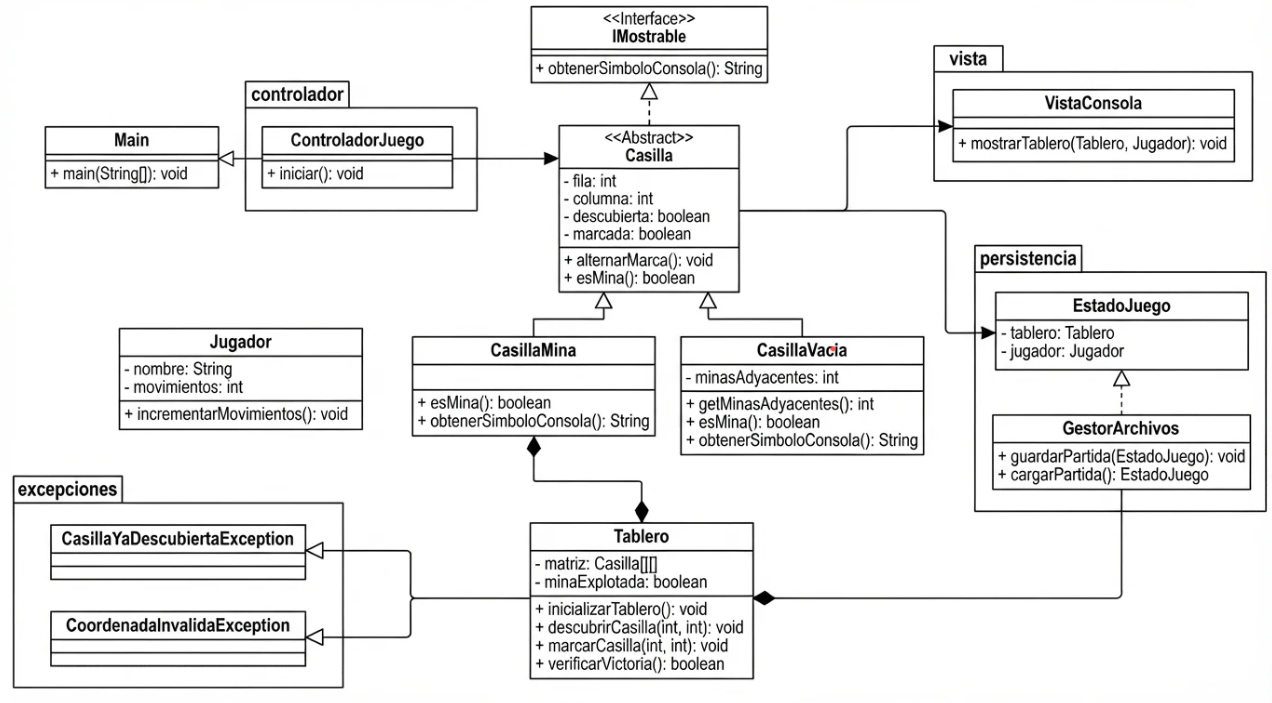 <<Interface>>
IMostrable
+ obtenerSimboloConsola(): String
controlador
Main
+ main(String[]): void
ControladorJuego
+ iniciar(): void
<<Abstract>>
Casilla
- fila: int
- columna: int
- descubierta: boolean
- marcada: boolean
+ alternarMarca(): void
+ esMina(): boolean
vista
VistaConsola
+ mostrarTablero(Tablero, Jugador): void
persistencia
EstadoJuego
- tablero: Tablero
- jugador: Jugador
GestorArchivos
+ guardarPartida(EstadoJuego): void
+ cargarPartida(): EstadoJuego
Jugador
- nombre: String
- movimientos: int
+ incrementarMovimientos(): void
CasillaMina
+ esMina(): boolean
+ obtenerSimboloConsola(): String
CasillaVacia
- minasAdyacentes: int
+ getMinasAdyacentes(): int
+ esMina(): boolean
+ obtenerSimboloConsola(): String
excepciones
CasillaYaDescubiertaException
CoordenadaInvalidaException
Tablero
- matriz: Casilla[][]
- minaExplotada: boolean
+ inicializarTablero(): void
+ descubrirCasilla(int, int): void
+ marcarCasilla(int, int): void
+ verificarVictoria(): boolean